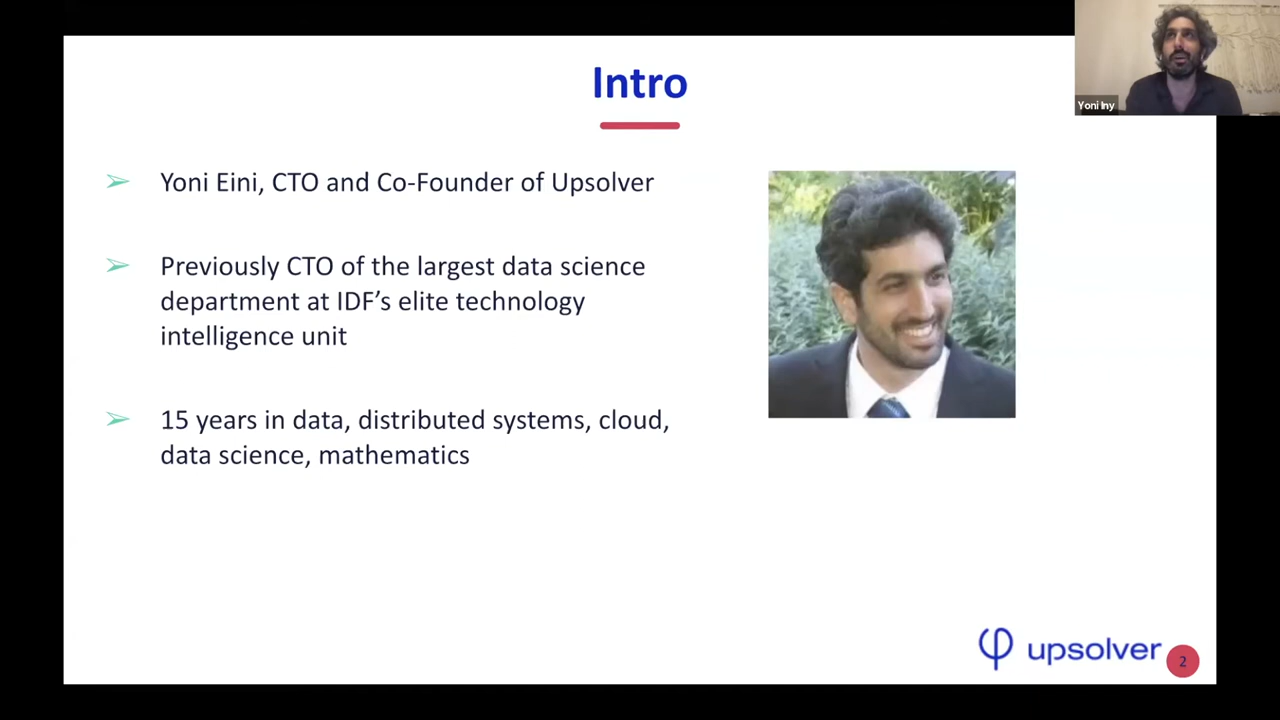 Intro
Yoni Iny
Yoni Eini, CTO and Co-Founder of Upsolver
Previously CTO of the largest data science
department at IDF’s elite technology
intelligence unit
15 years in data, distributed systems, cloud,
data science, mathematics
upsolver
2